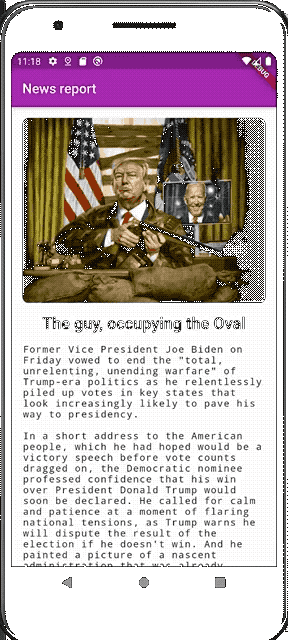 11:18
DEBUG
News report
The guy, occupying the Oval
Former Vice President Joe Biden on
Friday vowed to end the "total,
unrelenting, unending warfare" of
Trump-era politics as he relentlessly
piled up votes in key states that
look increasingly likely to pave his
way to presidency.
In a short address to the American
people, which he had hoped would be a
victory speech before vote counts
dragged on, the Democratic nominee
professed confidence that his win
over President Donald Trump would
soon be declared. He called for calm
and patience at a moment of flaring
national tensions, as Trump warns he
will dispute the result of the
election if he doesn't win. And he
painted a picture of a nascent
administration that was already